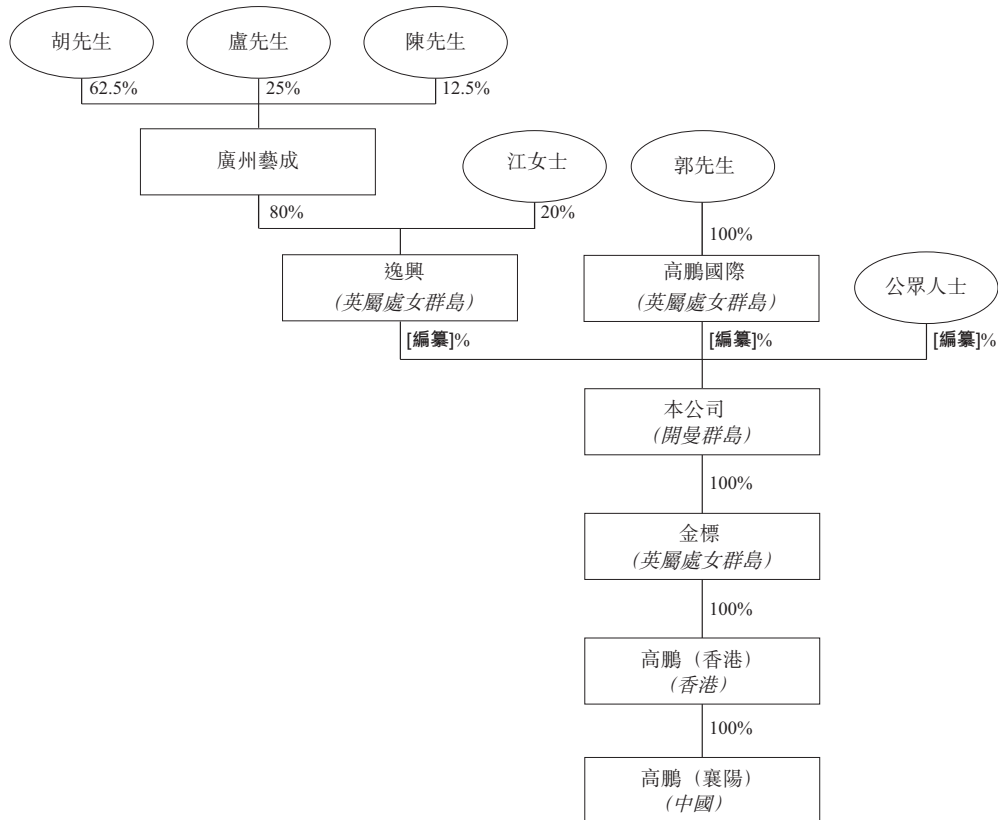 胡先生
盧先生
陳先生
62.5%
25%
12.5%
廣州藝成
江女士
郭先生
80%
20%
100%
逸興
(英屬處女群島)
高鵬國際
(英屬處女群島)
公眾人士
[編纂]%
[編纂]%
[編纂]%
本公司
(開曼群島)
100%
金標
(英屬處女群島)
100%
高鵬（香港）
(香港)
100%
高鵬（襄陽）
(中國)